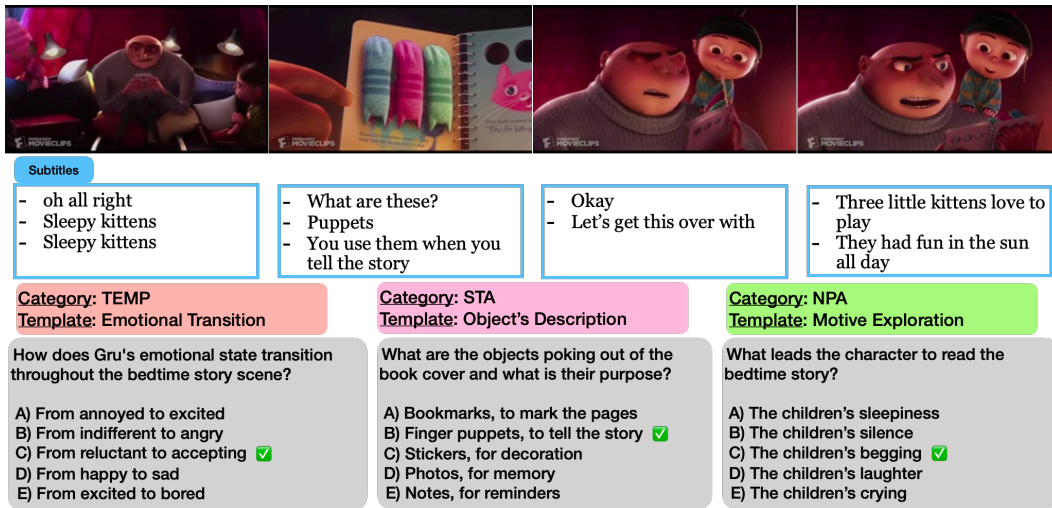 FANDANGO
MOVIECLIPS
FANDANGO
MOVIECLIPS
FANDANGO
MOVIECLIPS
FANDANGO
MOVIECLIPS
Subtitles
- oh all right
- Sleepy kittens
- Sleepy kittens
- What are these?
- Puppets
- You use them when you
tell the story
- Okay
- Let's get this over with
- Three little kittens love to
play
- They had fun in the sun
all day
Category: TEMP
Template: Emotional Transition
How does Gru's emotional state transition
throughout the bedtime story scene?
A) From annoyed to excited
B) From indifferent to angry
C) From reluctant to accepting ✅
D) From happy to sad
E) From excited to bored
Category: STA
Template: Object's Description
What are the objects poking out of the
book cover and what is their purpose?
A) Bookmarks, to mark the pages
B) Finger puppets, to tell the story ✅
C) Stickers, for decoration
D) Photos, for memory
E) Notes, for reminders
Category: NPA
Template: Motive Exploration
What leads the character to read the
bedtime story?
A) The children's sleepiness
B) The children's silence
C) The children's begging ✅
D) The children's laughter
E) The children's crying